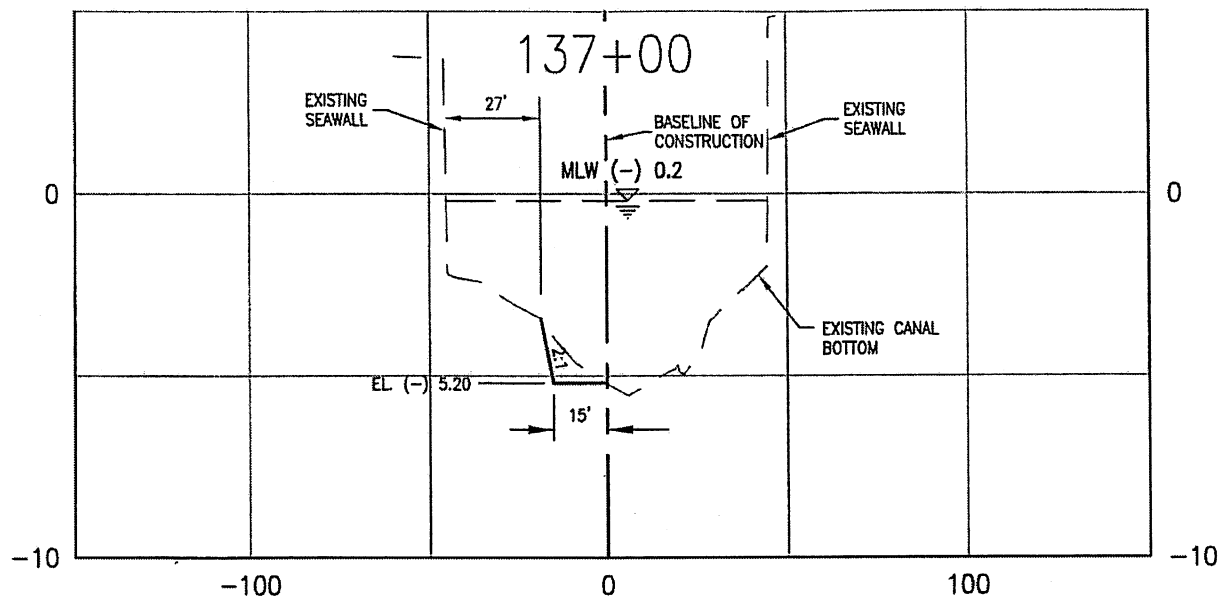 137+00
EXISTING
SEAWALL
27'
BASELINE OF
CONSTRUCTION
EXISTING
SEAWALL
MLW (-) 0.2
0
0
2:1
EXISTING CANAL
BOTTOM
EL. (-) 5.20
15'
-10
-10
-100
0
100